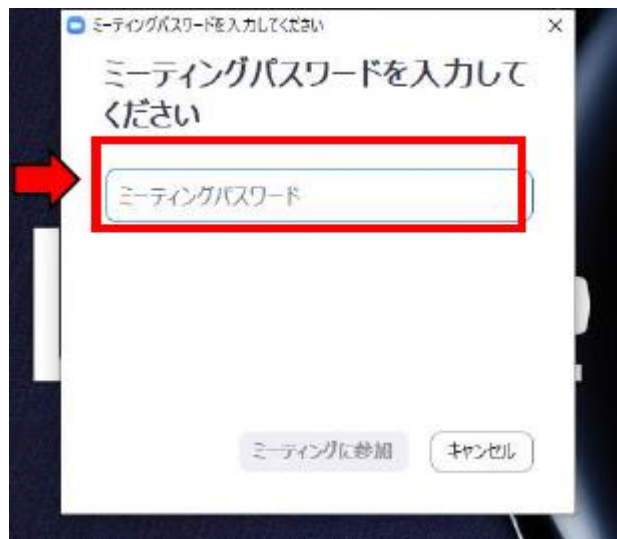 ミーティングパスワードを入力してください
ミーティングパスワードを入力して
ください
ミーティングパスワード
ミーティングに参加
キャンセル